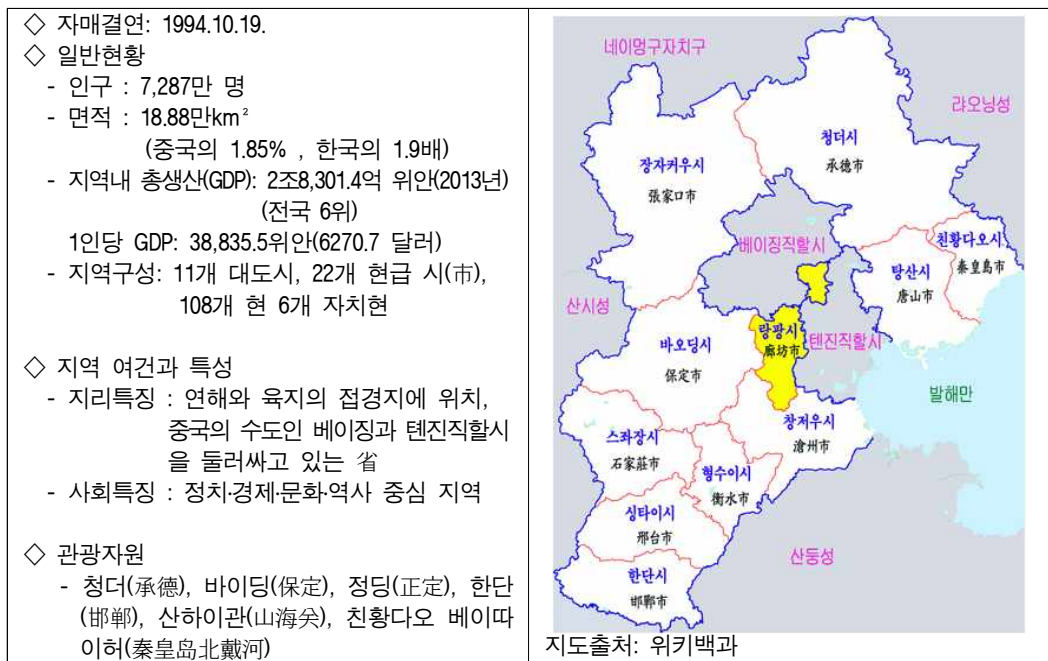 ◇ 자매결연: 1994.10.19.
◇ 일반현황
- 인구 : 7,287만 명
- 면적 : 18.88만km²
(중국의 1.85% , 한국의 1.9배)
- 지역내 총생산(GDP): 2조8,301.4억 위안(2013년)
(전국 6위)
1인당 GDP: 38,835.5위안(6270.7 달러)
- 지역구성: 11개 대도시, 22개 현급 시(市),
108개 현 6개 자치현
◇ 지역 여건과 특성
- 지리특징 : 연해와 육지의 접경지에 위치,
중국의 수도인 베이징과 톈진직할시
을 둘러싸고 있는 省
- 사회특징 : 정치·경제·문화·역사 중심 지역
◇ 관광자원
- 청더(承德), 바이딩(保定), 정딩(正定), 한단
(邯郸), 산하이관(山海关), 친황다오 베이따
이허(秦皇岛北戴河)
네이멍구자치구
랴오닝성
청더시
承德市
장자커우시
張家口市
베이징직할시
친황다오시
秦皇島市
탕산시
唐山市
산시성
랑팡시
廊坊市
톈진직할시
바오딩시
保定市
발해만
창저우시
滄州市
스좌장시
石家莊市
형수이시
衡水市
싱타이시
邢台市
산둥성
한단시
邯鄲市
지도출처: 위키백과